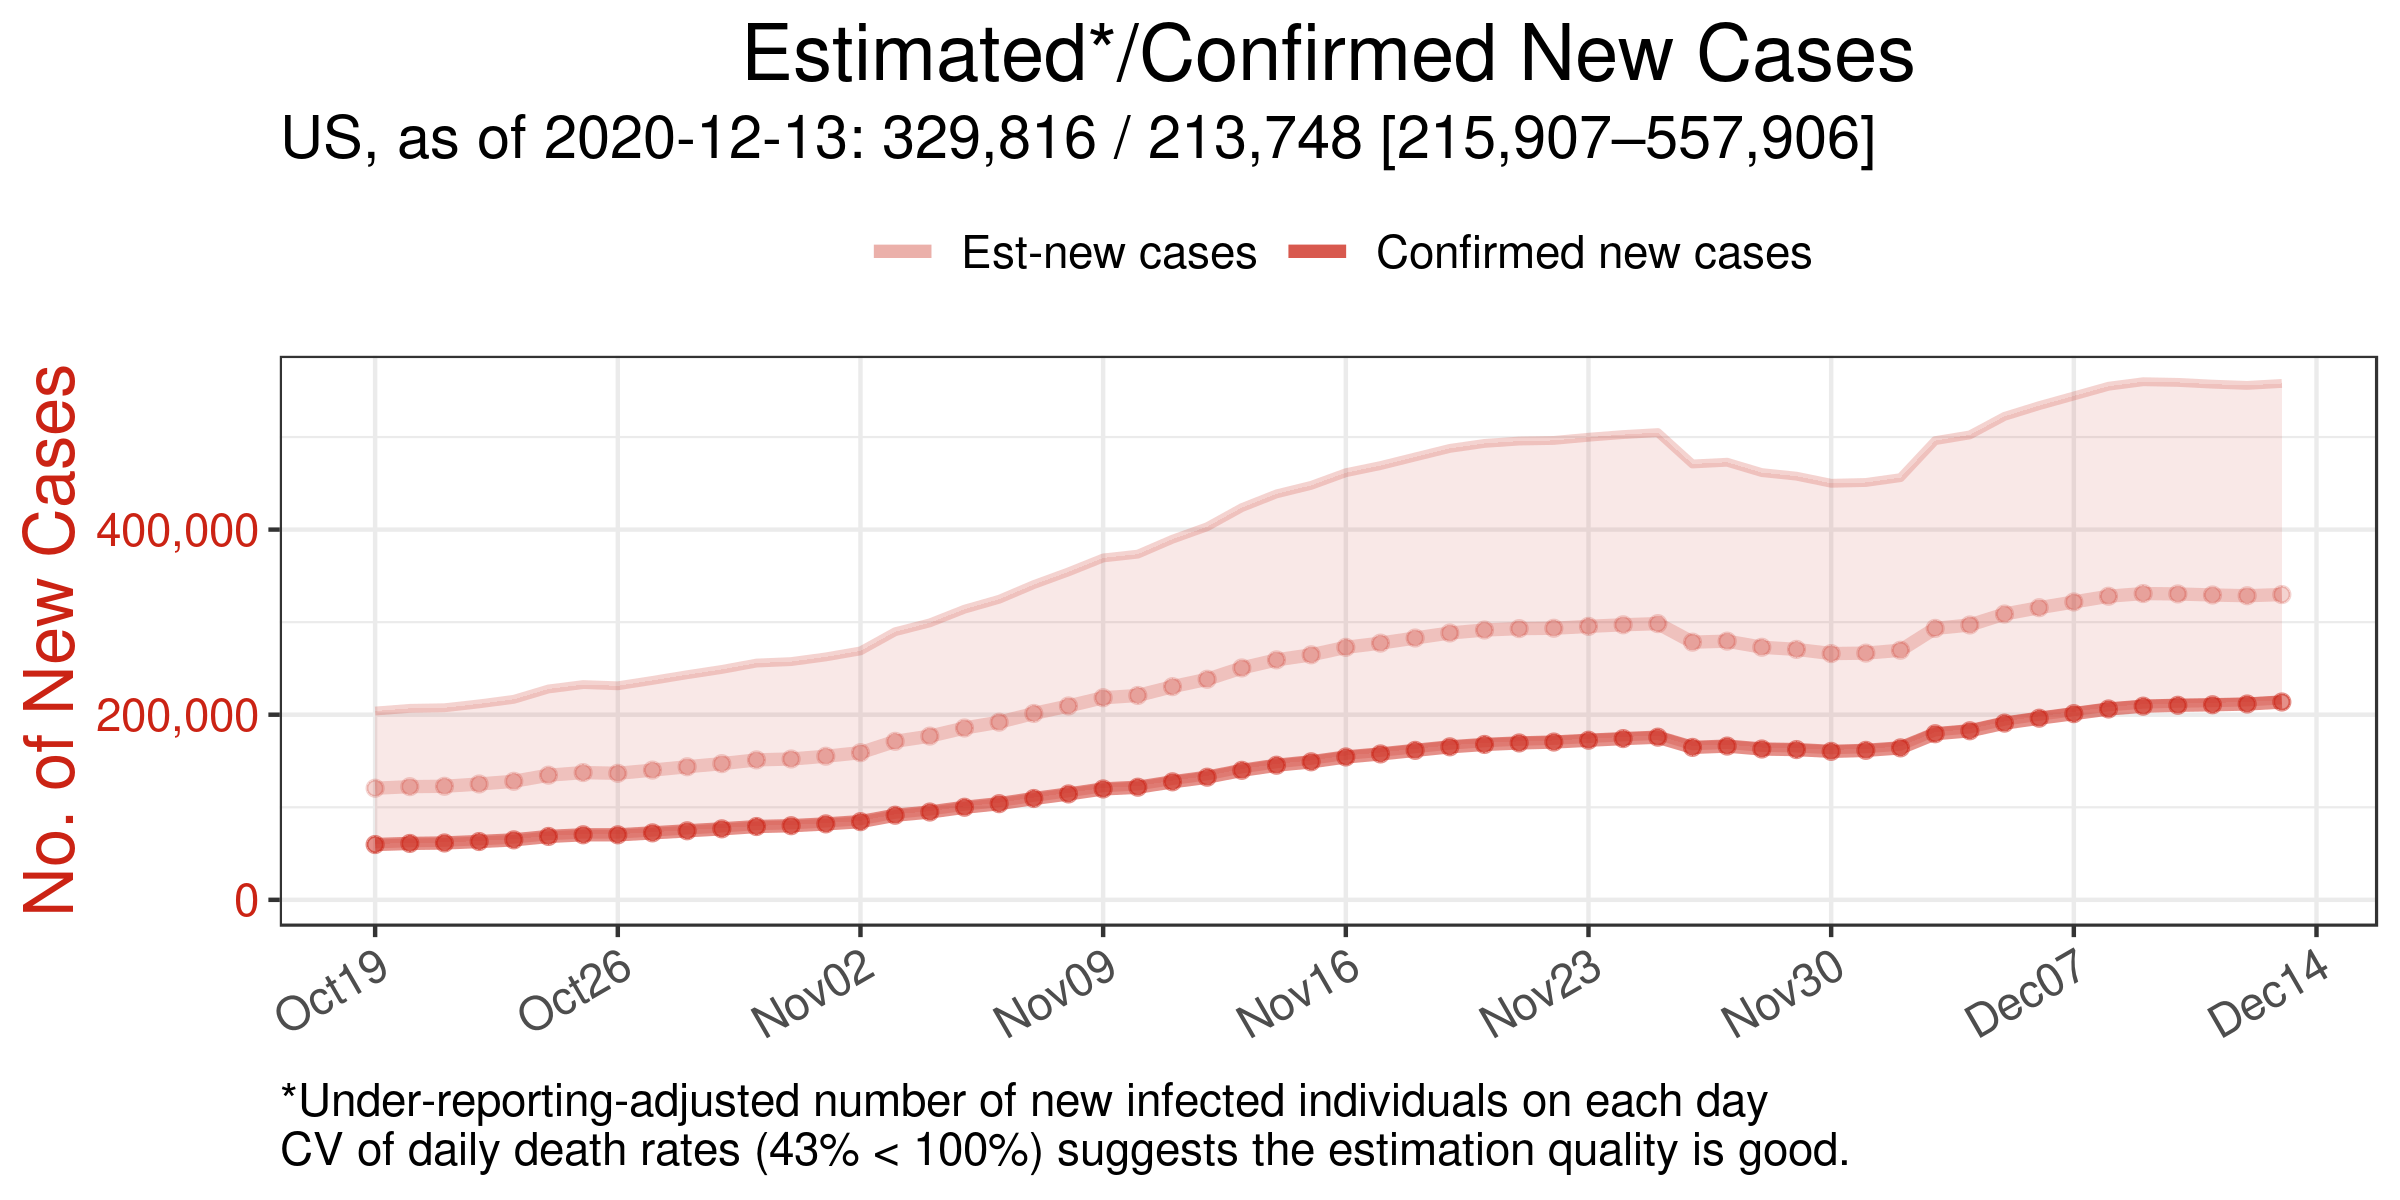 Estimated*/Confirmed New Cases
US, as of 2020-12-13: 329,816 / 213,748 [215,907–557,906]
Est-new cases Confirmed new cases
No. of New Cases
400,000
200,000
0
Oct19 Oct26 Nov02 Nov09 Nov16 Nov23 Nov30 Dec07 Dec14
*Under-reporting-adjusted number of new infected individuals on each day
CV of daily death rates (43% < 100%) suggests the estimation quality is good.